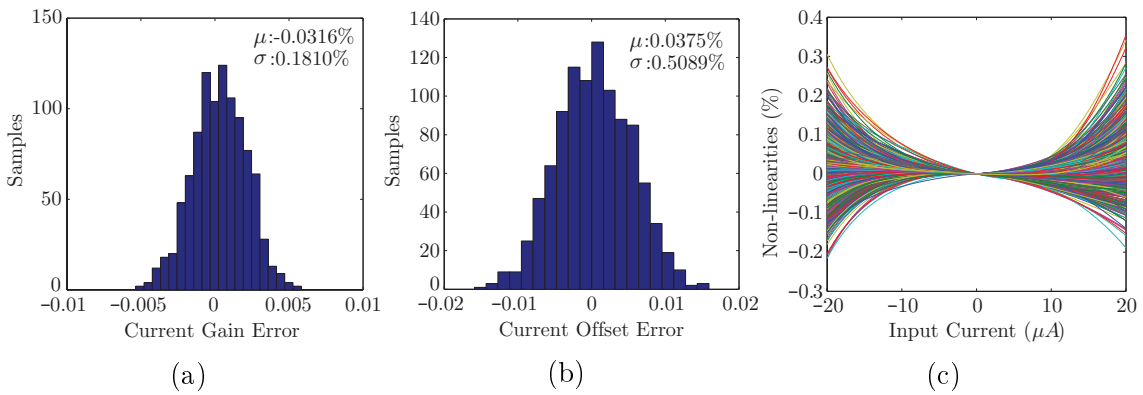 150
100
50
0
Samples
μ:-0.0316%
σ:0.1810%
−0.01
−0.005
0
0.005
0.01
Current Gain Error
(a)
140
120
100
80
60
40
20
0
Samples
μ:0.0375%
σ:0.5089%
−0.02
−0.01
0
0.01
0.02
Current Offset Error
(b)
0.4
0.3
0.2
0.1
0
−0.1
−0.2
−0.3
Non-linearities (%)
−20
−10
0
10
20
Input Current (μA)
(c)